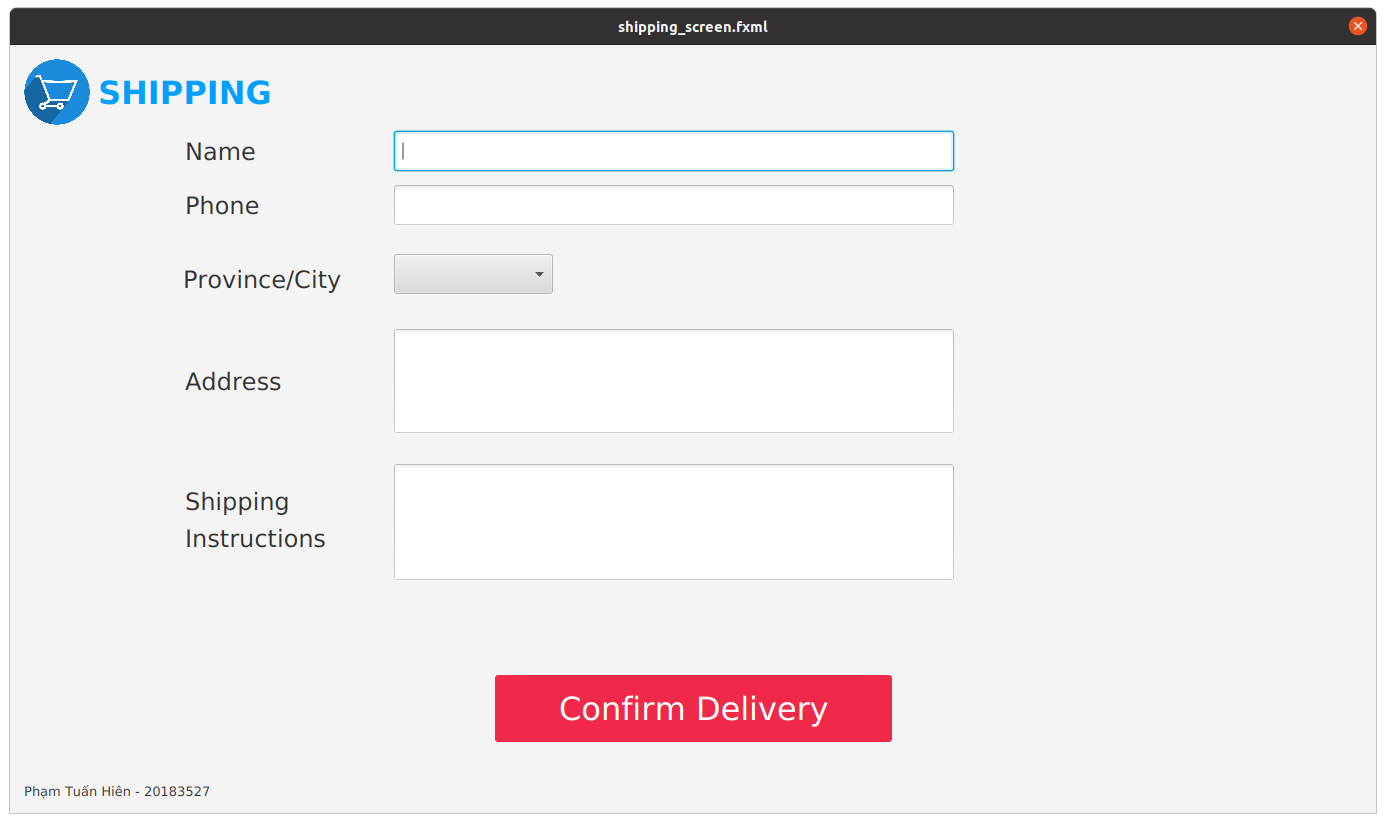 shipping_screen.fxml
SHIPPING
Name
Phone
Province/City
Address
Shipping
Instructions
Confirm Delivery
Phạm Tuấn Hiên - 20183527